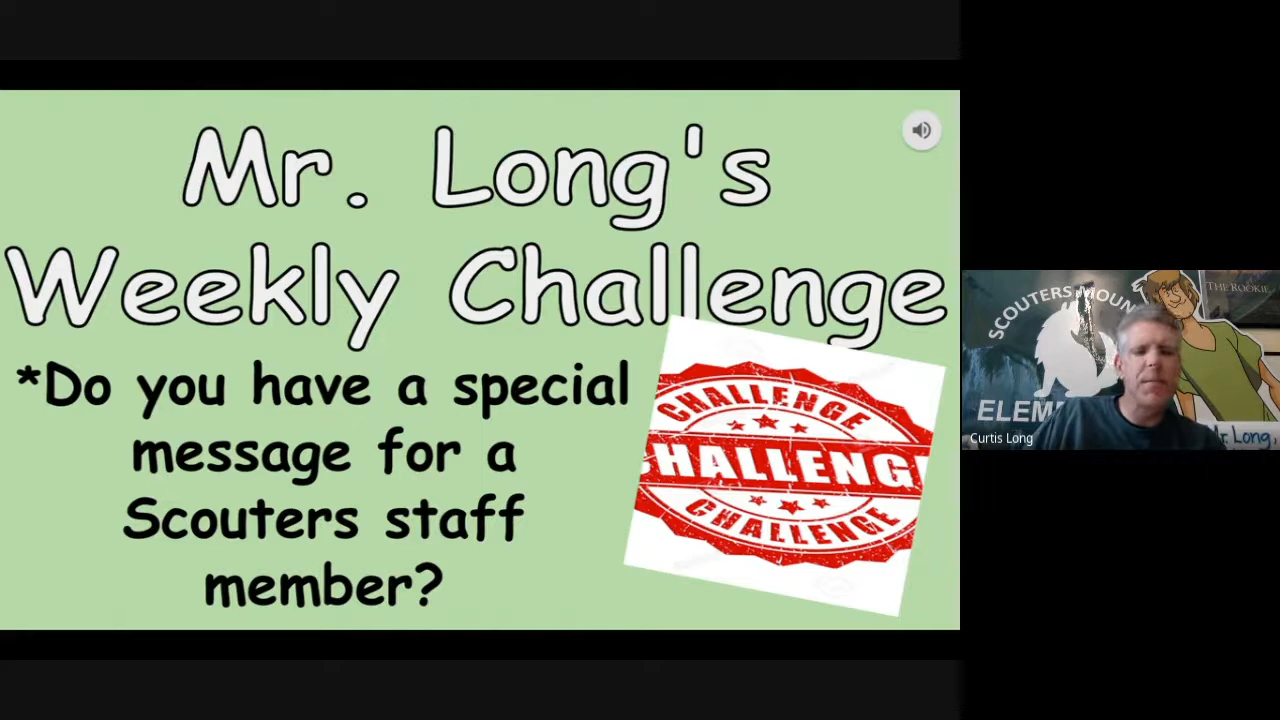 Mr. Long's
Weekly Challenge
*Do you have a special
message for a
Scouters staff
member?
CHALLENGE
CHALLENGE
CHALLENGE
SCOUTERS MOUN
ELEM
THE ROOKIE
Curtis Long
Mr. Long,